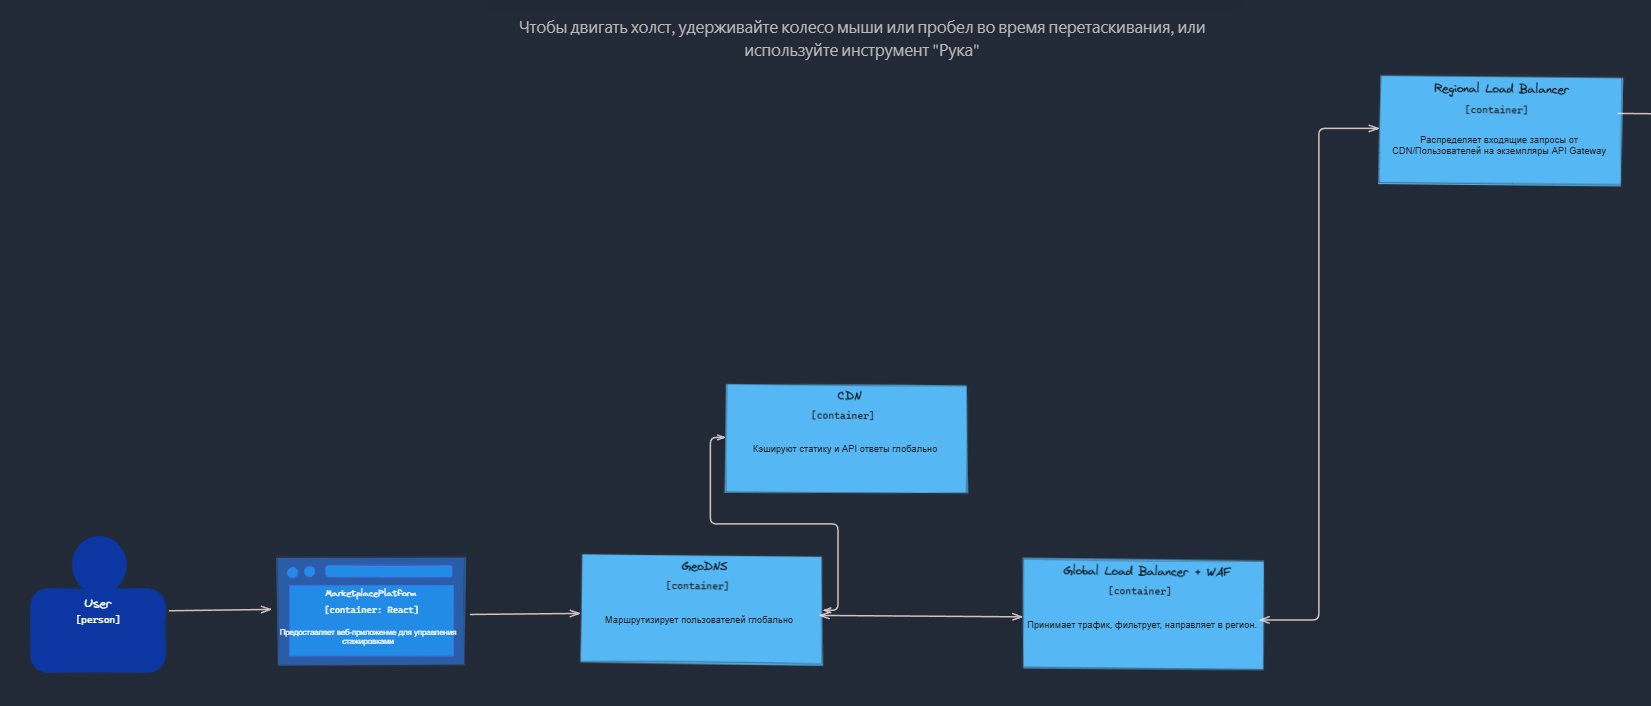 Чтобы двигать холст, удерживайте колесо мыши или пробел во время перетаскивания, или
используйте инструмент "Рука"
Regional Load Balancer
[container]
Распределяет входящие запросы от
CDN/Пользователей на экземпляры API Gateway
CDN
[container]
Кэшируют статику и API ответы глобально
User
[person]
MarketplacePlatform
[container: React]
Предоставляет веб-приложение для управления
стажировками
GeoDNS
[container]
Маршрутизирует пользователей глобально
Global Load Balancer + WAF
[container]
Принимает трафик, фильтрует, направляет в регион.